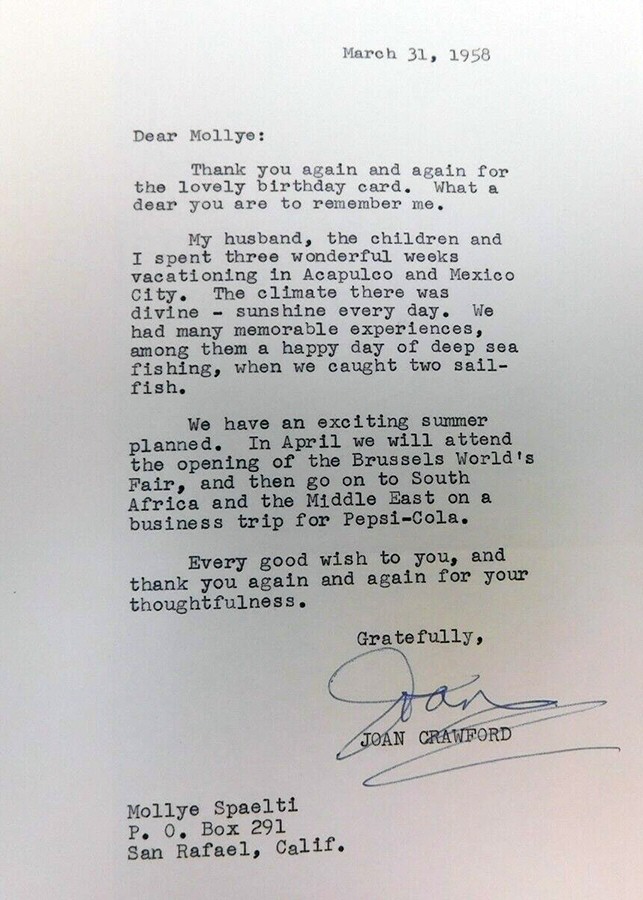 March 31, 1958
Dear Mollye:
Thank you again and again for
the lovely birthday card. What a
dear you are to remember me.
My husband, the children and
I spent three wonderful weeks
vacationing in Acapulco and Mexico
City. The climate there was
divine - sunshine every day. We
had many memorable experiences,
among them a happy day of deep sea
fishing, when we caught two sail-
fish.
We have an exciting summer
planned. In April we will attend
the opening of the Brussels World's
Fair, and then go on to South
Africa and the Middle East on a
business trip for Pepsi-Cola.
Every good wish to you, and
thank you again and again for your
thoughtfulness.
Gratefully,
Joan
JOAN CRAWFORD
Mollye Spaelti
P. O. Box 291
San Rafael, Calif.